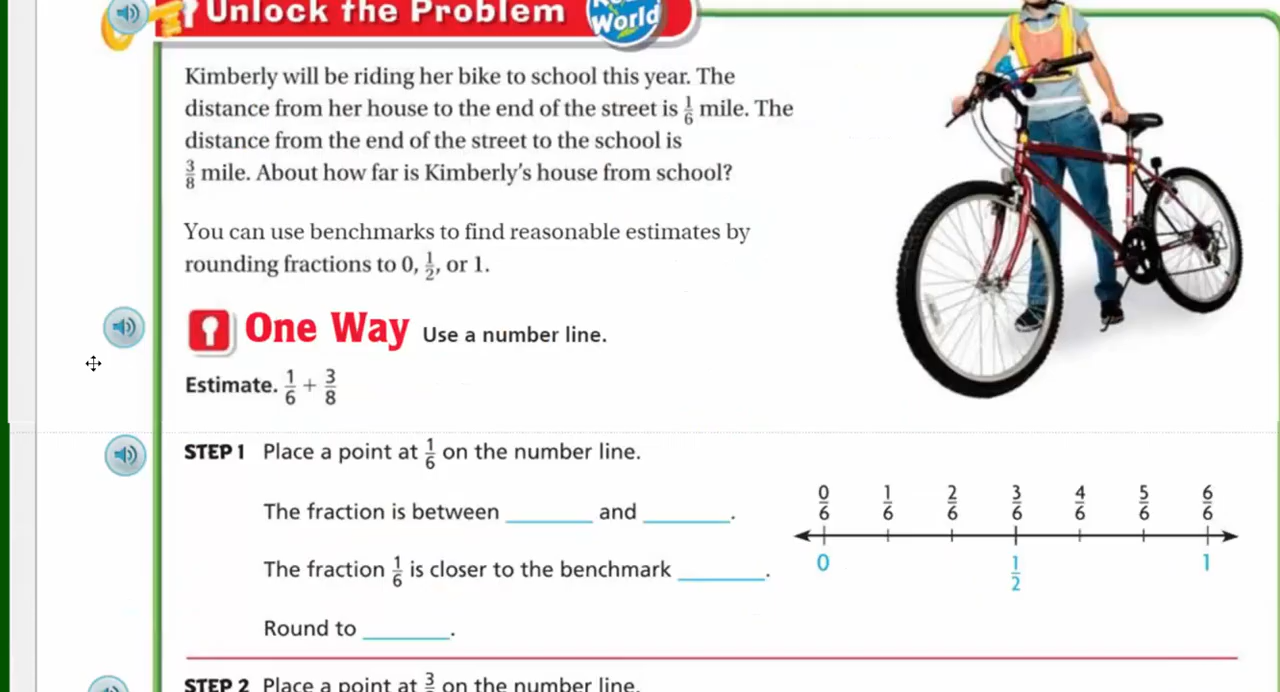 Unlock the Problem
World
Kimberly will be riding her bike to school this year. The
distance from her house to the end of the street is 1/6 mile. The
distance from the end of the street to the school is
3/8 mile. About how far is Kimberly's house from school?
You can use benchmarks to find reasonable estimates by
rounding fractions to 0, 1/2, or 1.
One Way Use a number line.
Estimate. 1/6 + 3/8
STEP 1 Place a point at 1/6 on the number line.
The fraction is between ______ and ______.
The fraction 1/6 is closer to the benchmark ______.
Round to ______.
0/6 1/6 2/6 3/6 4/6 5/6 6/6
0 1/2 1
STEP 2 Place a point at 3/ on the number line.